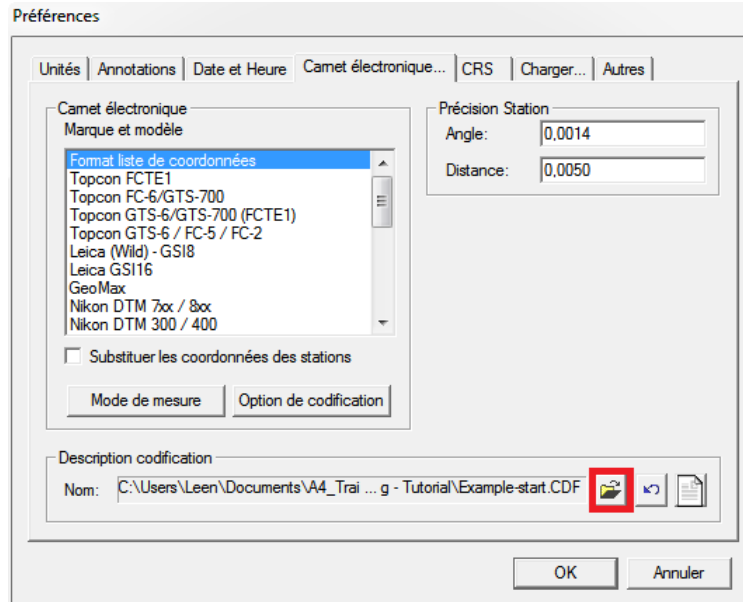 Préférences
Unités
Annotations
Date et Heure
Carnet électronique...
CRS
Charger...
Autres
Carnet électronique
Marque et modèle
Format liste de coordonnées
Topcon FCTE1
Topcon FC-6/GTS-700
Topcon GTS-6/GTS-700 (FCTE1)
Topcon GTS-6 / FC-5 / FC-2
Leica (Wild) - GSI8
Leica GSI16
GeoMax
Nikon DTM 7xx / 8xx
Nikon DTM 300 / 400
Substituer les coordonnées des stations
Mode de mesure
Option de codification
Précision Station
Angle: 0,0014
Distance: 0,0050
Description codification
Nom: C:\Users\Leen\Documents\A4_Trai ... g - Tutorial\Example-start.CDF
OK
Annuler